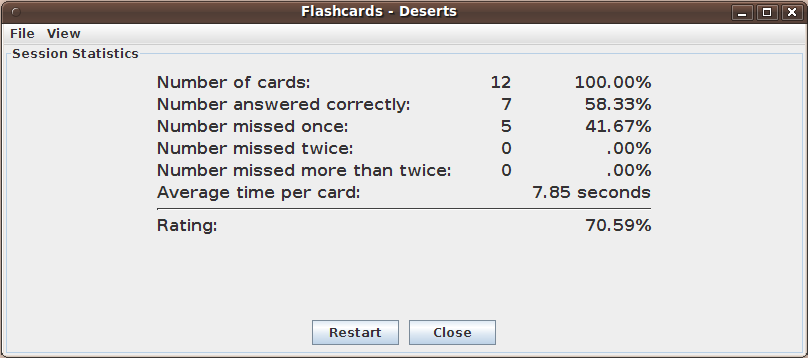 Flashcards - Deserts
File View
Session Statistics
Number of cards: 12 100.00%
Number answered correctly: 7 58.33%
Number missed once: 5 41.67%
Number missed twice: 0 .00%
Number missed more than twice: 0 .00%
Average time per card: 7.85 seconds
Rating: 70.59%
Restart Close